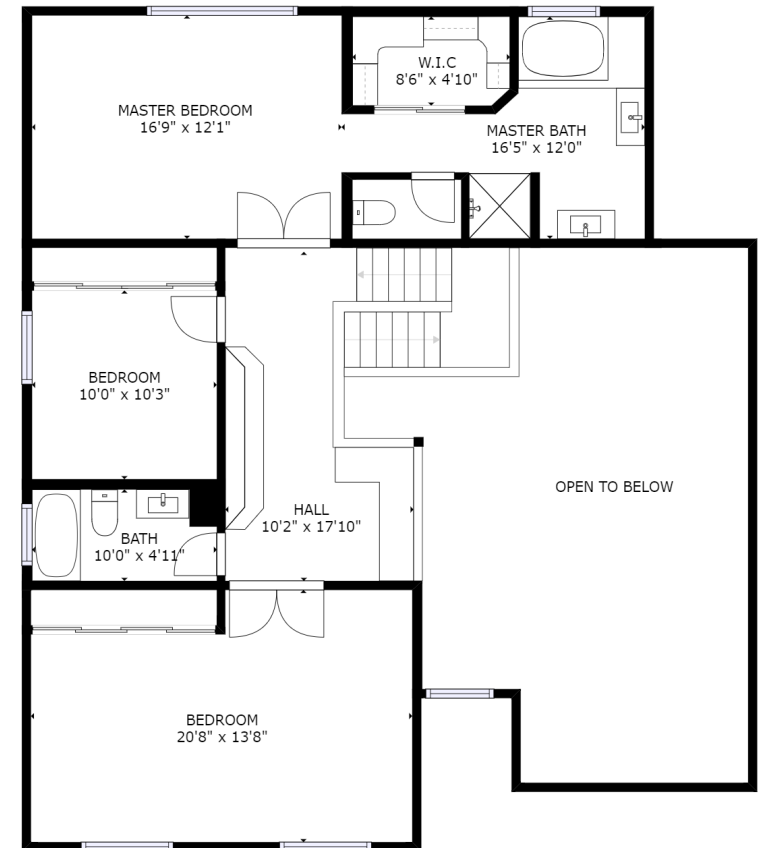 W.I.C
8'6" x 4'10"
MASTER BEDROOM
16'9" x 12'1"
MASTER BATH
16'5" x 12'0"
BEDROOM
10'0" x 10'3"
OPEN TO BELOW
HALL
10'2" x 17'10"
BATH
10'0" x 4'11"
BEDROOM
20'8" x 13'8"